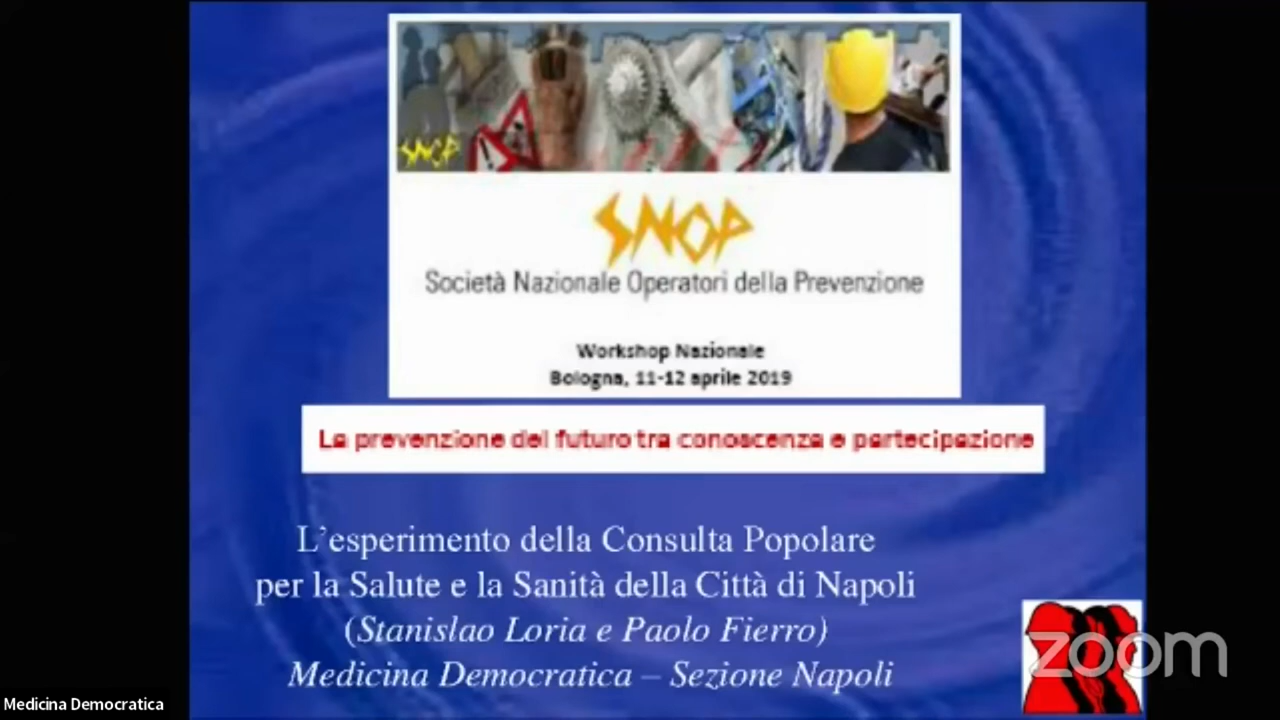 SNOP
SNOP
Società Nazionale Operatori della Prevenzione
Workshop Nazionale
Bologna, 11-12 aprile 2019
La prevenzione del futuro tra conoscenza e partecipazione
L'esperimento della Consulta Popolare
per la Salute e la Sanità della Città di Napoli
(Stanislao Loria e Paolo Fierro)
Medicina Democratica – Sezione Napoli
zoom
Medicina Democratica